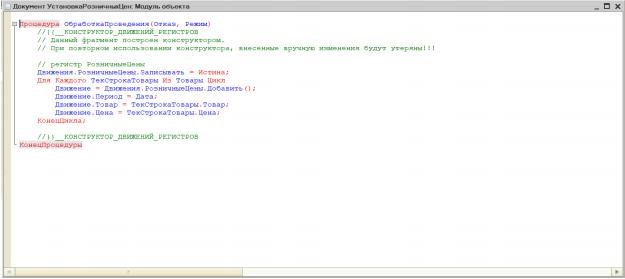 Документ УстановкаРозничныхЦен: Модуль объекта
Процедура ОбработкаПроведения(Отказ, Режим)
//{{__КОНСТРУКТОР_ДВИЖЕНИЙ_РЕГИСТРОВ
// Данный фрагмент построен конструктором.
// При повторном использовании конструктора, внесенные вручную изменения будут утеряны!!!
// регистр РозничныеЦены
Движения.РозничныеЦены.Записывать = Истина;
Для Каждого ТекСтрокаТовары Из Товары Цикл
Движение = Движения.РозничныеЦены.Добавить();
Движение.Период = Дата;
Движение.Товар = ТекСтрокаТовары.Товар;
Движение.Цена = ТекСтрокаТовары.Цена;
КонецЦикла;
//}}__КОНСТРУКТОР_ДВИЖЕНИЙ_РЕГИСТРОВ
КонецПроцедуры